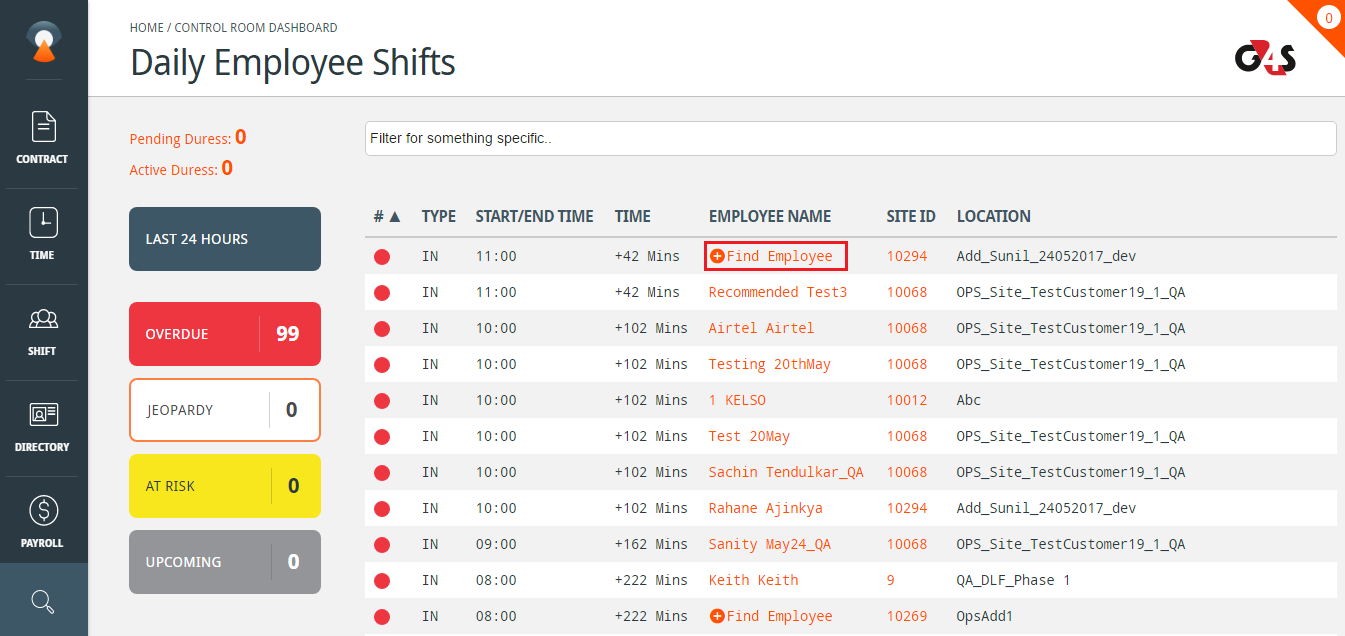 HOME / CONTROL ROOM DASHBOARD
0
Daily Employee Shifts
G4S
CONTRACT
TIME
SHIFT
DIRECTORY
PAYROLL
Pending Duress: 0
Active Duress: 0
LAST 24 HOURS
OVERDUE 99
JEOPARDY 0
AT RISK 0
UPCOMING 0
Filter for something specific..
# ▲ TYPE START/END TIME TIME EMPLOYEE NAME SITE ID LOCATION
IN 11:00 +42 Mins Find Employee 10294 Add_Sunil_24052017_dev
IN 11:00 +42 Mins Recommended Test3 10068 OPS_Site_TestCustomer19_1_QA
IN 10:00 +102 Mins Airtel Airtel 10068 OPS_Site_TestCustomer19_1_QA
IN 10:00 +102 Mins Testing 20thMay 10068 OPS_Site_TestCustomer19_1_QA
IN 10:00 +102 Mins 1 KELSO 10012 Abc
IN 10:00 +102 Mins Test 20May 10068 OPS_Site_TestCustomer19_1_QA
IN 10:00 +102 Mins Sachin Tendulkar_QA 10068 OPS_Site_TestCustomer19_1_QA
IN 10:00 +102 Mins Rahane Ajinkya 10294 Add_Sunil_24052017_dev
IN 09:00 +162 Mins Sanity May24_QA 10068 OPS_Site_TestCustomer19_1_QA
IN 08:00 +222 Mins Keith Keith 9 QA_DLF_Phase 1
IN 08:00 +222 Mins Find Employee 10269 OpsAdd1